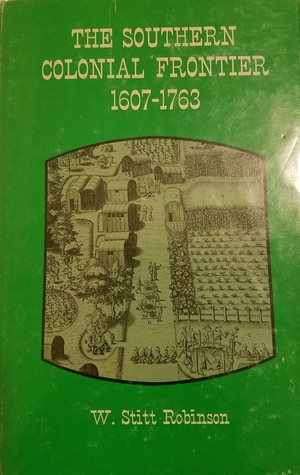 THE SOUTHERN
COLONIAL FRONTIER
1607-1763
W. Stitt Robinson